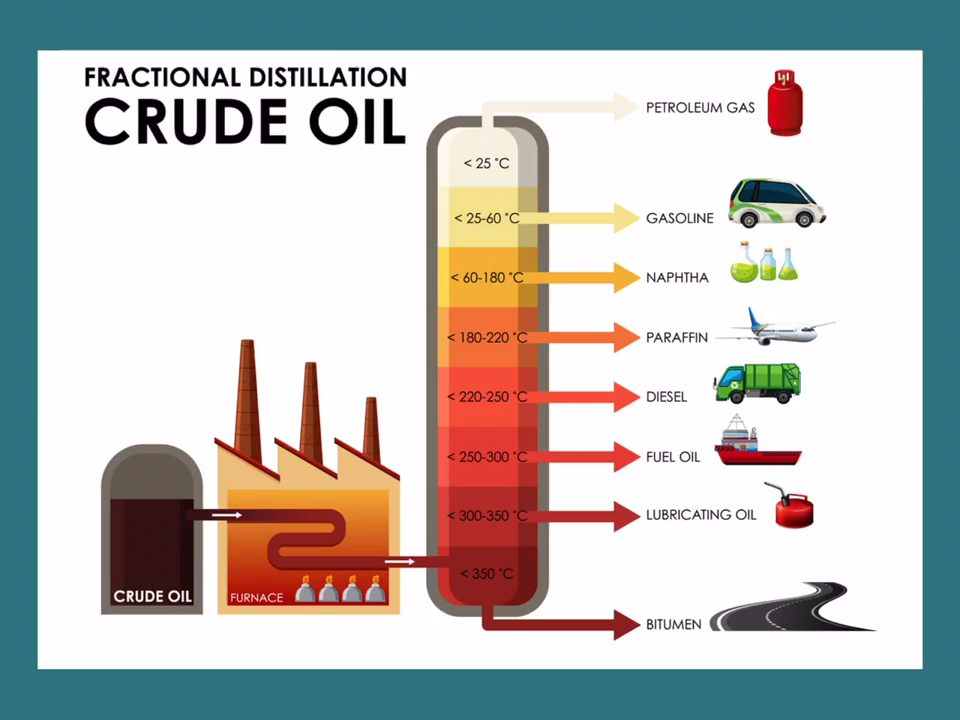 FRACTIONAL DISTILLATION
CRUDE OIL
PETROLEUM GAS
< 25 °C
< 25-60 °C
GASOLINE
< 60-180 °C
NAPHTHA
< 180-220 °C
PARAFFIN
< 220-250 °C
DIESEL
< 250-300 °C
FUEL OIL
< 300-350 °C
LUBRICATING OIL
< 350 °C
CRUDE OIL
FURNACE
BITUMEN